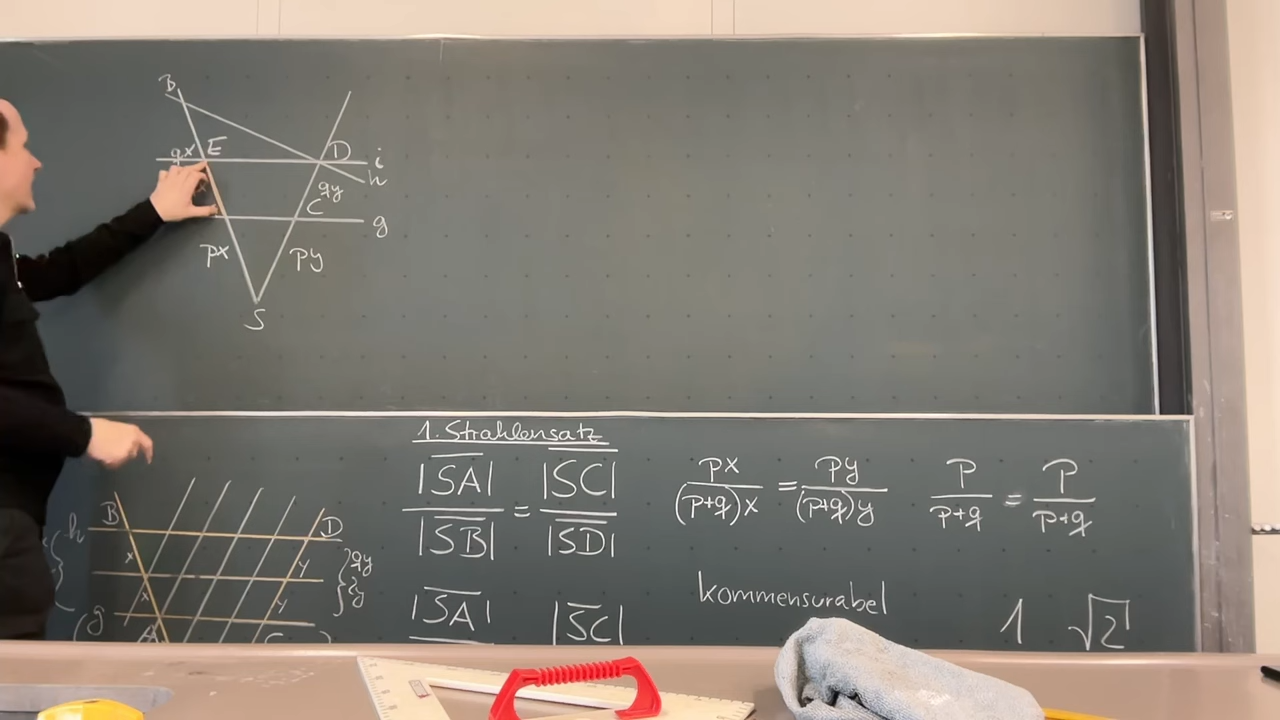 B
qx E D i
h
qy
C g
px py
S
1. Strahlensatz
|SA| / |SB| = |SC| / |SD|
px / (p+q)x = py / (p+q)y
p / p+q = p / p+q
h B D
x y } qy
x y
g
|SA| |SC|
kommensurabel
1 √2